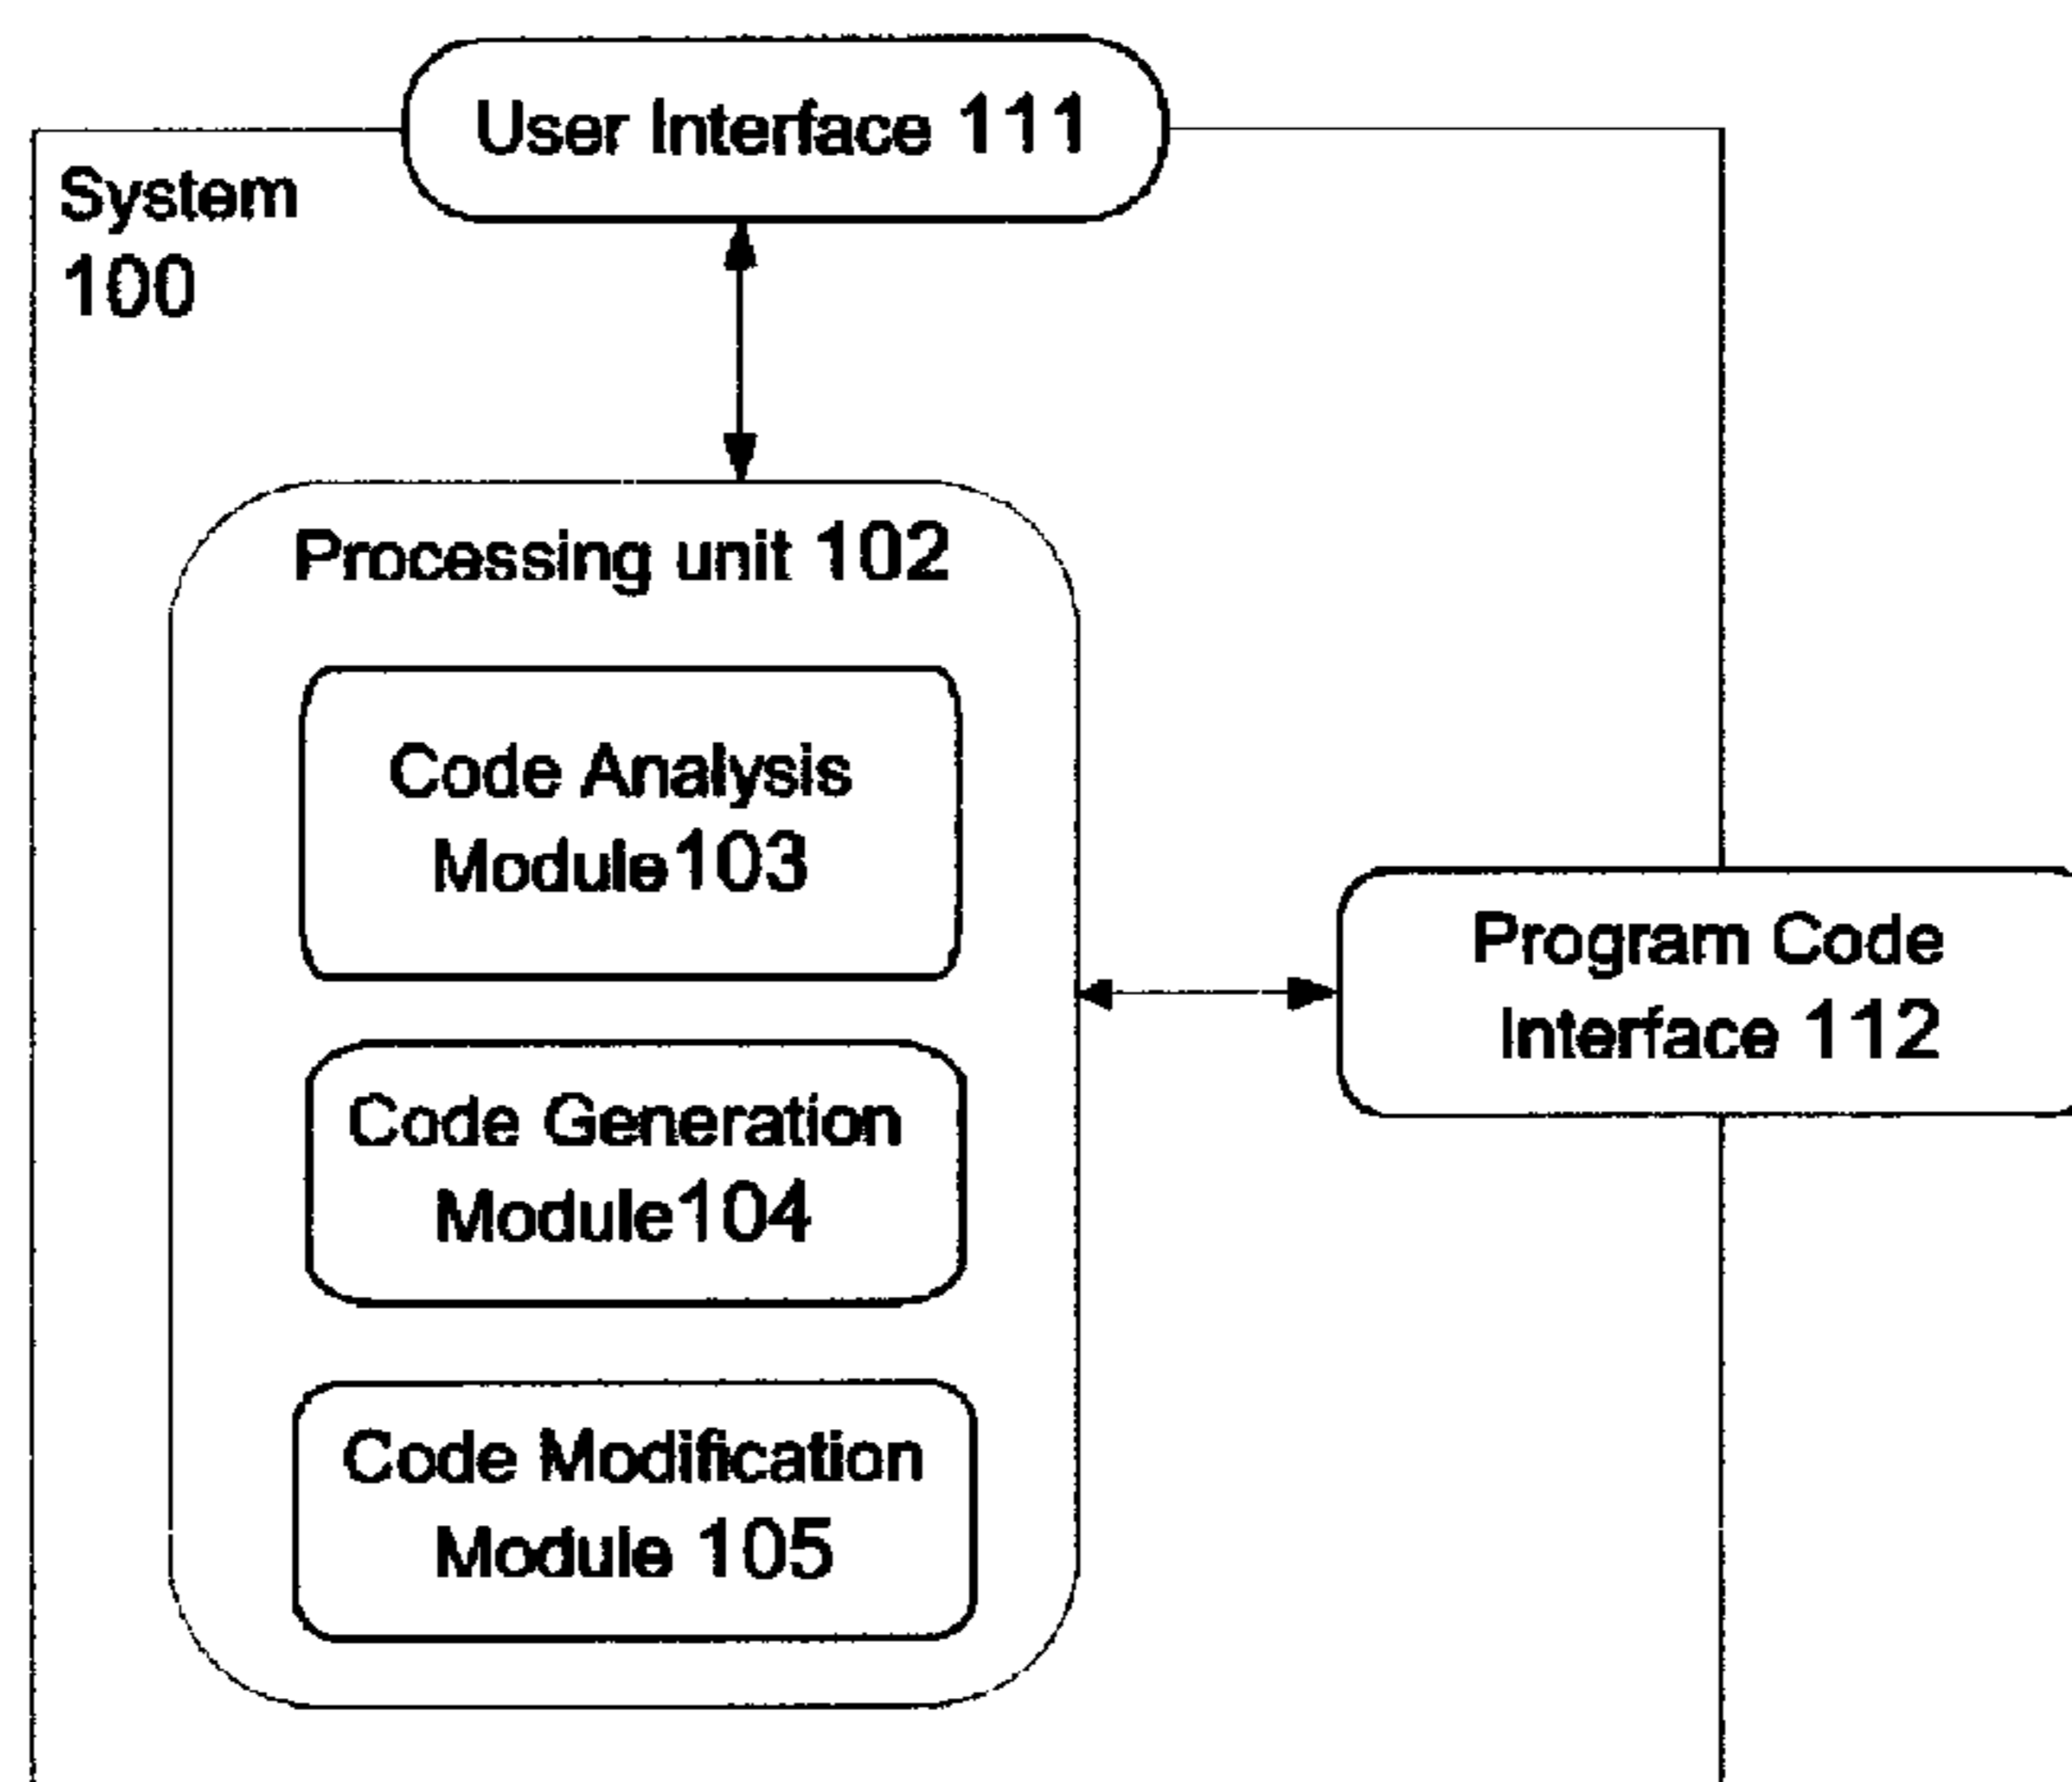 User Interface 111
System
100
Processing unit 102
Code Analysis
Module103
Program Code
Interface 112
Code Generation
Module104
Code Modification
Module 105